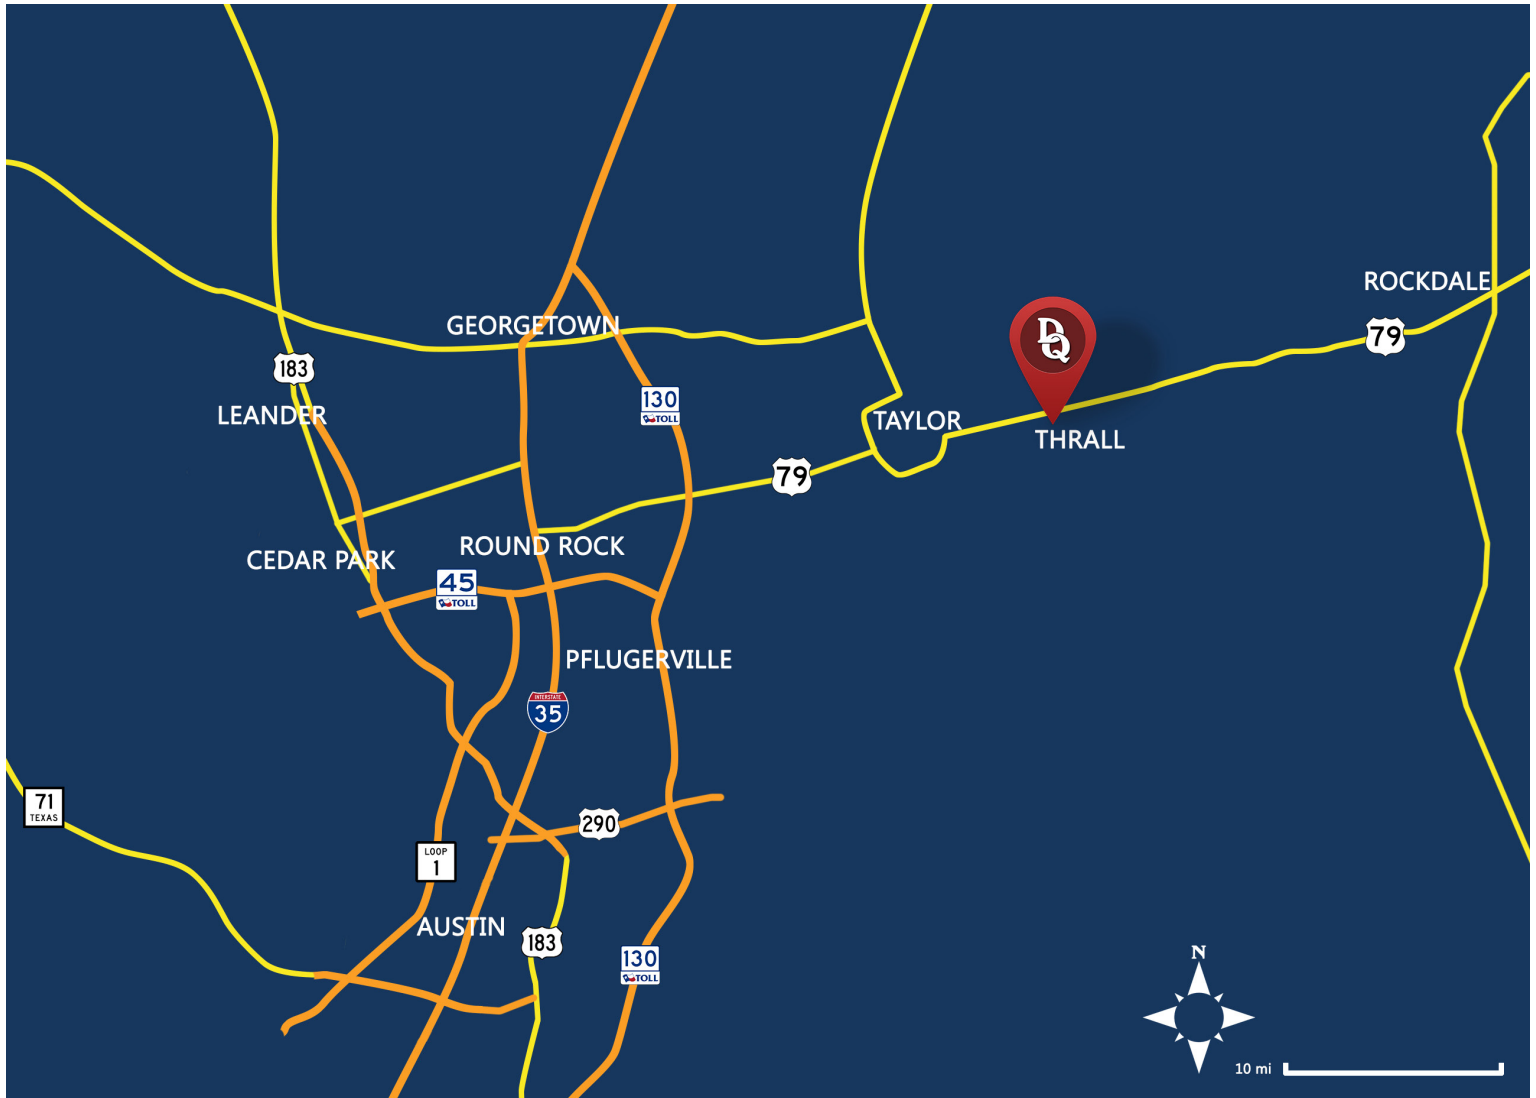 ROCKDALE
GEORGETOWN
DQ
79
183
130
TOLL
LEANDER
TAYLOR
THRALL
79
ROUND ROCK
CEDAR PARK
45
TOLL
PFLUGERVILLE
INTERSTATE
35
71
TEXAS
290
LOOP
1
AUSTIN
183
130
TOLL
N
10 mi